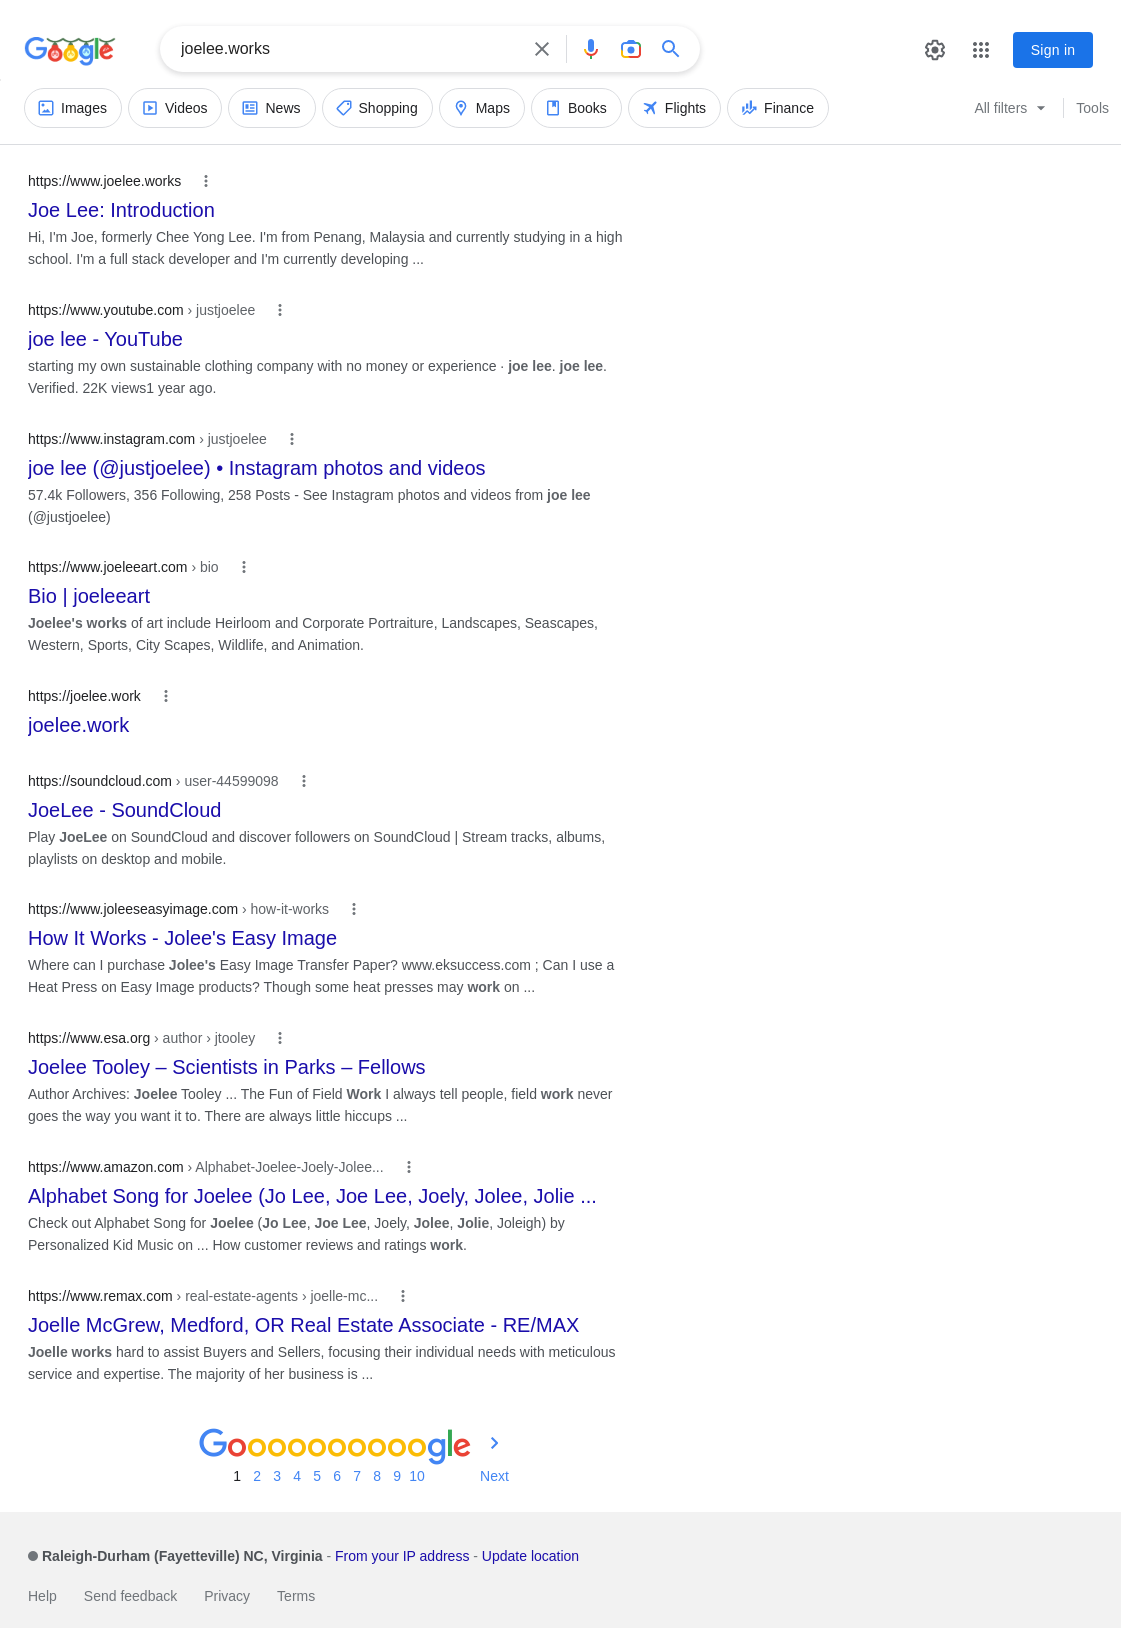 Google
joelee.works
Sign in
Images
Videos
News
Shopping
Maps
Books
Flights
Finance
All filters
Tools
https://www.joelee.works
Joe Lee: Introduction
Hi, I'm Joe, formerly Chee Yong Lee. I'm from Penang, Malaysia and currently studying in a high
school. I'm a full stack developer and I'm currently developing ...
https://www.youtube.com › justjoelee
joe lee - YouTube
starting my own sustainable clothing company with no money or experience · joe lee. joe lee.
Verified. 22K views1 year ago.
https://www.instagram.com › justjoelee
joe lee (@justjoelee) • Instagram photos and videos
57.4k Followers, 356 Following, 258 Posts - See Instagram photos and videos from joe lee
(@justjoelee)
https://www.joeleeart.com › bio
Bio | joeleeart
Joelee's works of art include Heirloom and Corporate Portraiture, Landscapes, Seascapes,
Western, Sports, City Scapes, Wildlife, and Animation.
https://joelee.work
joelee.work
https://soundcloud.com › user-44599098
JoeLee - SoundCloud
Play JoeLee on SoundCloud and discover followers on SoundCloud | Stream tracks, albums,
playlists on desktop and mobile.
https://www.joleeseasyimage.com › how-it-works
How It Works - Jolee's Easy Image
Where can I purchase Jolee's Easy Image Transfer Paper? www.eksuccess.com ; Can I use a
Heat Press on Easy Image products? Though some heat presses may work on ...
https://www.esa.org › author › jtooley
Joelee Tooley – Scientists in Parks – Fellows
Author Archives: Joelee Tooley ... The Fun of Field Work I always tell people, field work never
goes the way you want it to. There are always little hiccups ...
https://www.amazon.com › Alphabet-Joelee-Joely-Jolee...
Alphabet Song for Joelee (Jo Lee, Joe Lee, Joely, Jolee, Jolie ...
Check out Alphabet Song for Joelee (Jo Lee, Joe Lee, Joely, Jolee, Jolie, Joleigh) by
Personalized Kid Music on ... How customer reviews and ratings work.
https://www.remax.com › real-estate-agents › joelle-mc...
Joelle McGrew, Medford, OR Real Estate Associate - RE/MAX
Joelle works hard to assist Buyers and Sellers, focusing their individual needs with meticulous
service and expertise. The majority of her business is ...
Goooooooooogle
1 2 3 4 5 6 7 8 9 10 Next
Raleigh-Durham (Fayetteville) NC, Virginia - From your IP address - Update location
Help Send feedback Privacy Terms